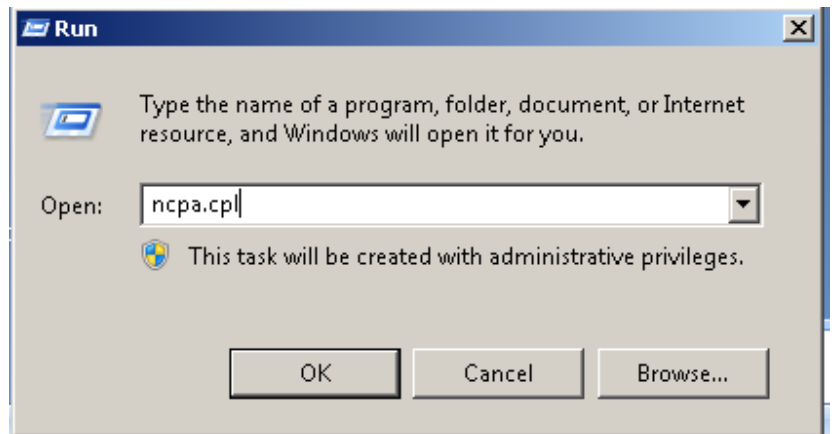 Run
Type the name of a program, folder, document, or Internet
resource, and Windows will open it for you.
Open: ncpa.cpl
This task will be created with administrative privileges.
OK Cancel Browse...